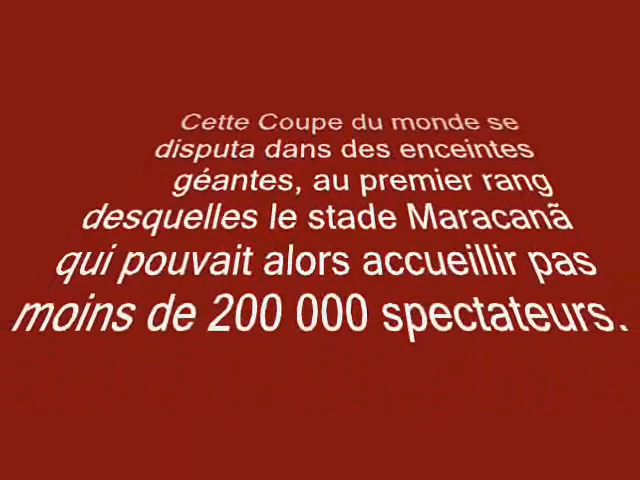 Cette Coupe du monde se
disputa dans des enceintes
géantes, au premier rang
desquelles le stade Maracanã
qui pouvait alors accueillir pas
moins de 200 000 spectateurs.